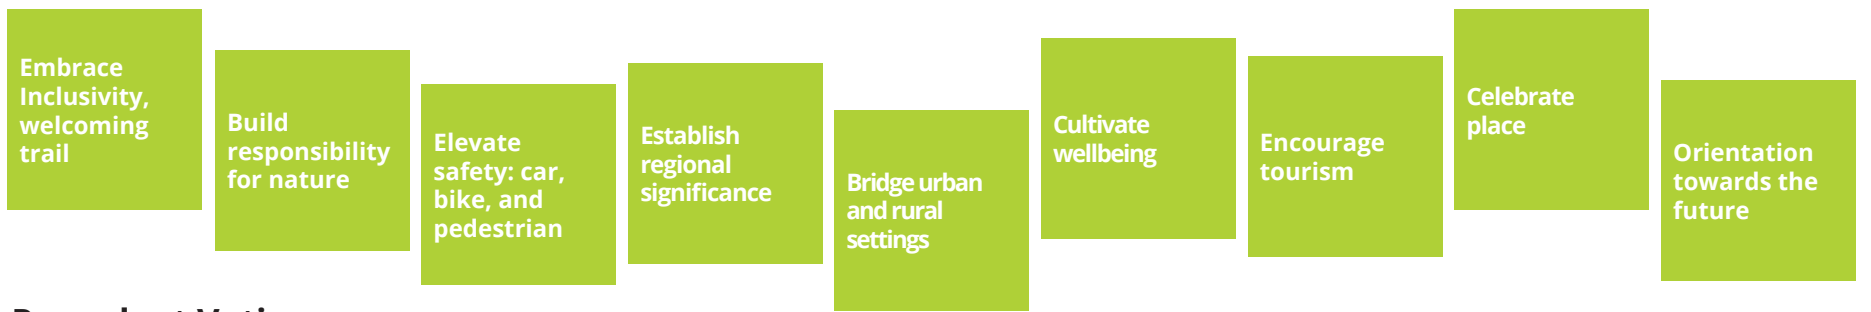 Embrace
Inclusivity,
welcoming
trail
Build
responsibility
for nature
Elevate
safety: car,
bike, and
pedestrian
Establish
regional
significance
Bridge urban
and rural
settings
Cultivate
wellbeing
Encourage
tourism
Celebrate
place
Orientation
towards the
future